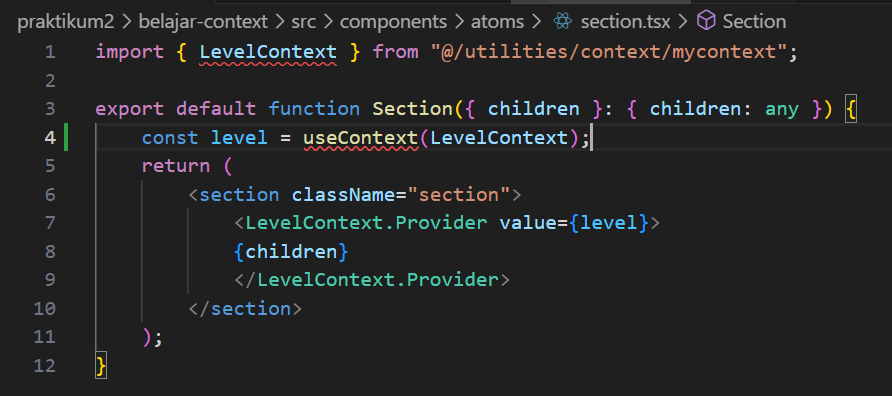 praktikum2 > belajar-context > src > components > atoms > section.tsx > Section
1 import { LevelContext } from "@/utilities/context/mycontext";
2
3 export default function Section({ children }: { children: any }) {
4     const level = useContext(LevelContext);
5     return (
6         <section className="section">
7             <LevelContext.Provider value={level}>
8             {children}
9             </LevelContext.Provider>
10         </section>
11     );
12 }